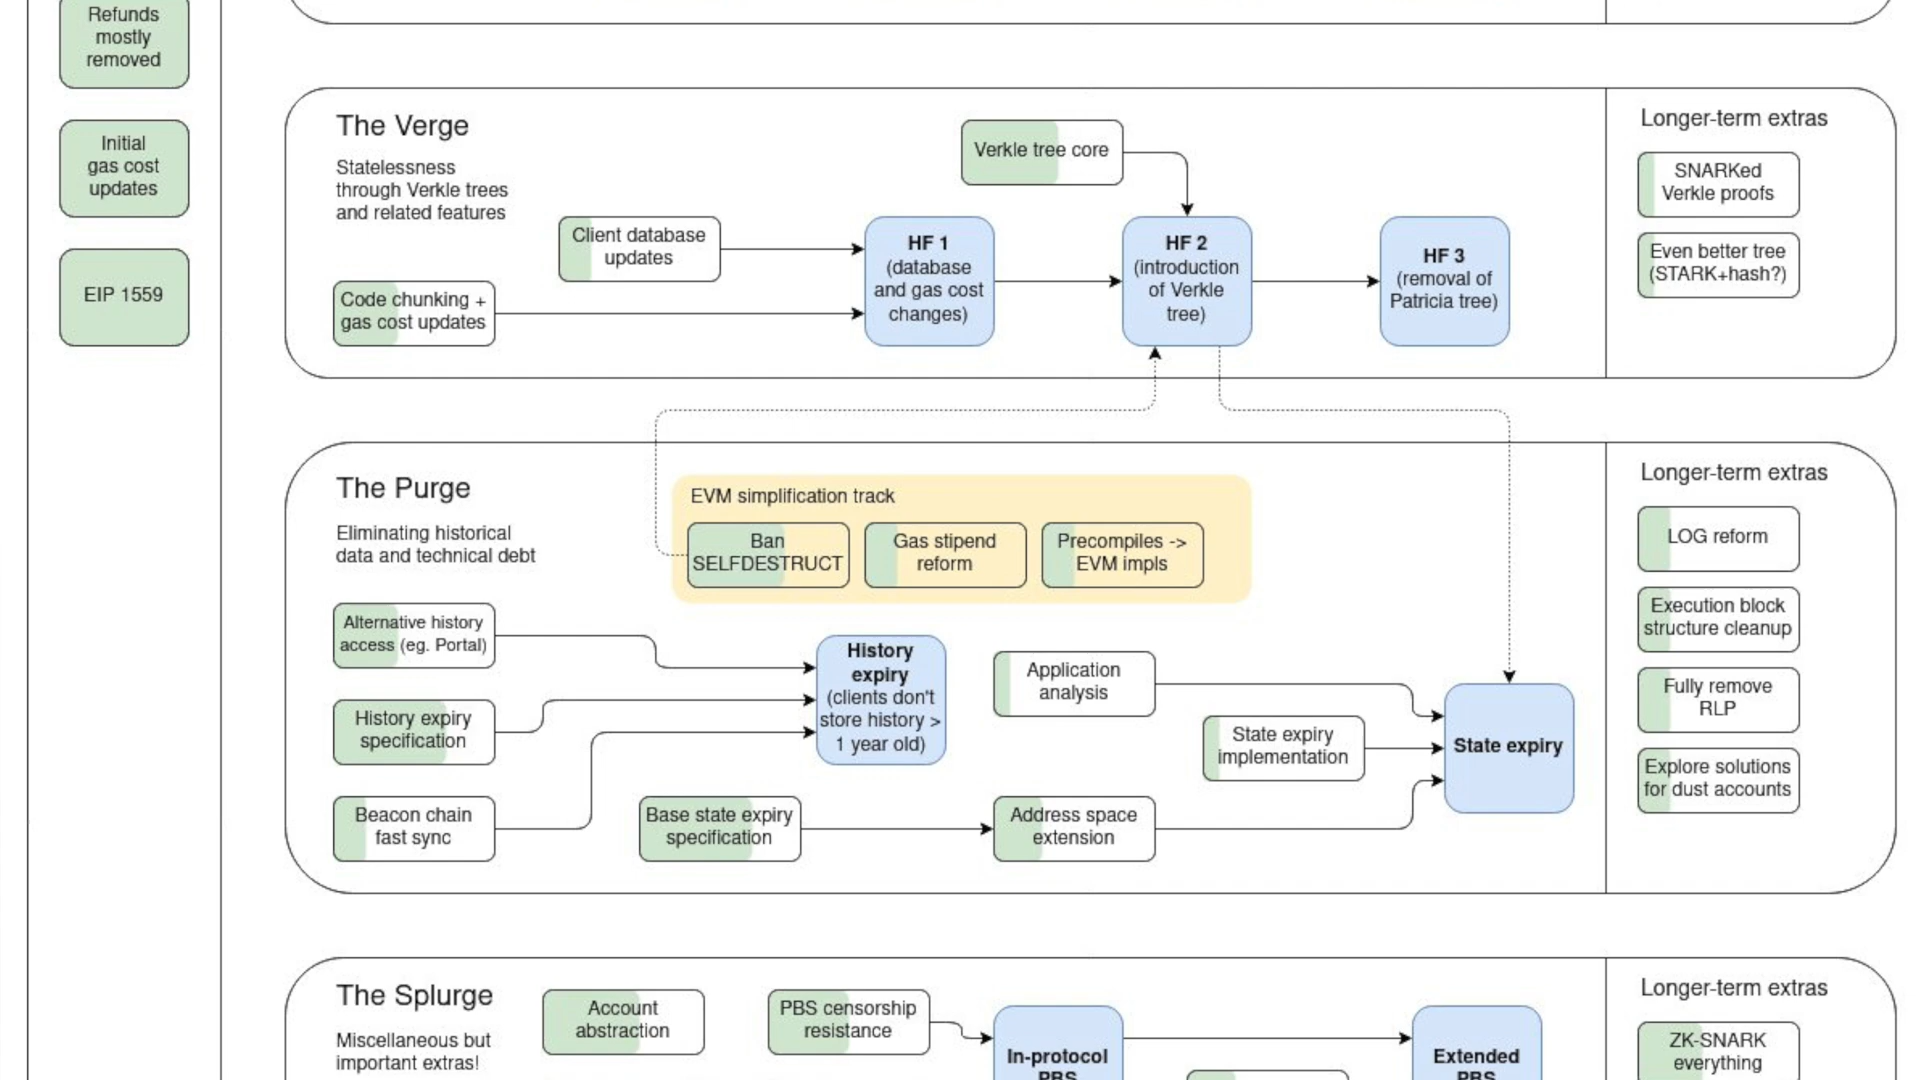 Refunds
mostly
removed
Initial
gas cost
updates
EIP 1559
The Verge
Statelessness
through Verkle trees
and related features
Verkle tree core
Client database
updates
Code chunking +
gas cost updates
HF 1
(database
and gas cost
changes)
HF 2
(introduction
of Verkle
tree)
HF 3
(removal of
Patricia tree)
Longer-term extras
SNARKed
Verkle proofs
Even better tree
(STARK+hash?)
The Purge
Eliminating historical
data and technical debt
EVM simplification track
Ban
SELFDESTRUCT
Gas stipend
reform
Precompiles ->
EVM impls
Alternative history
access (eg. Portal)
History expiry
specification
Beacon chain
fast sync
History
expiry
(clients don't
store history >
1 year old)
Base state expiry
specification
Application
analysis
State expiry
implementation
Address space
extension
State expiry
Longer-term extras
LOG reform
Execution block
structure cleanup
Fully remove
RLP
Explore solutions
for dust accounts
The Splurge
Miscellaneous but
important extras!
Account
abstraction
PBS censorship
resistance
In-protocol
PBS
Extended
PBS
Longer-term extras
ZK-SNARK
everything